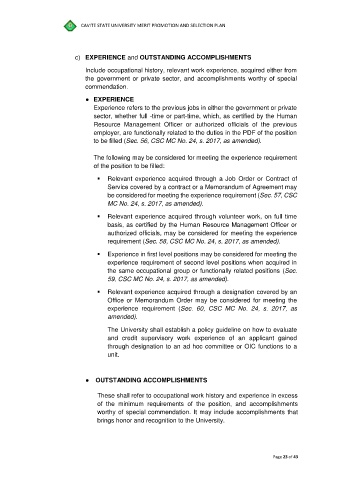 CAVITE STATE UNIVERSITY MERIT PROMOTION AND SELECTION PLAN
c) EXPERIENCE and OUTSTANDING ACCOMPLISHMENTS
Include occupational history, relevant work experience, acquired either from
the government or private sector, and accomplishments worthy of special
commendation.
● EXPERIENCE
Experience refers to the previous jobs in either the government or private
sector, whether full -time or part-time, which, as certified by the Human
Resource Management Officer or authorized officials of the previous
employer, are functionally related to the duties in the PDF of the position
to be filled (Sec. 56, CSC MC No. 24, s. 2017, as amended).
The following may be considered for meeting the experience requirement
of the position to be filled:
▪ Relevant experience acquired through a Job Order or Contract of
Service covered by a contract or a Memorandum of Agreement may
be considered for meeting the experience requirement (Sec. 57, CSC
MC No. 24, s. 2017, as amended).
▪ Relevant experience acquired through volunteer work, on full time
basis, as certified by the Human Resource Management Officer or
authorized officials, may be considered for meeting the experience
requirement (Sec. 58, CSC MC No. 24, s. 2017, as amended).
▪ Experience in first level positions may be considered for meeting the
experience requirement of second level positions when acquired in
the same occupational group or functionally related positions (Sec.
59, CSC MC No. 24, s. 2017, as amended).
▪ Relevant experience acquired through a designation covered by an
Office or Memorandum Order may be considered for meeting the
experience requirement (Sec. 60, CSC MC No. 24, s. 2017, as
amended).
The University shall establish a policy guideline on how to evaluate
and credit supervisory work experience of an applicant gained
through designation to an ad hoc committee or OIC functions to a
unit.
● OUTSTANDING ACCOMPLISHMENTS
These shall refer to occupational work history and experience in excess
of the minimum requirements of the position, and accomplishments
worthy of special commendation. It may include accomplishments that
brings honor and recognition to the University.
Page 23 of 43